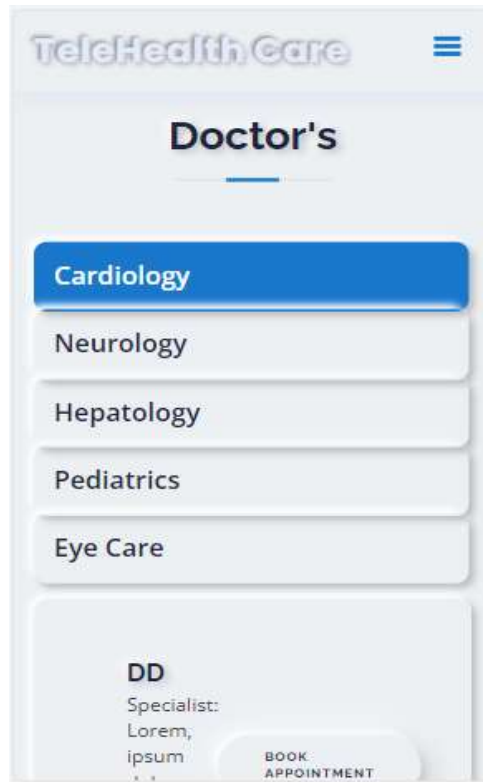 TeleHealth Care
Doctor's
Cardiology
Neurology
Hepatology
Pediatrics
Eye Care
DD
Specialist:
Lorem,
ipsum
BOOK
APPOINTMENT